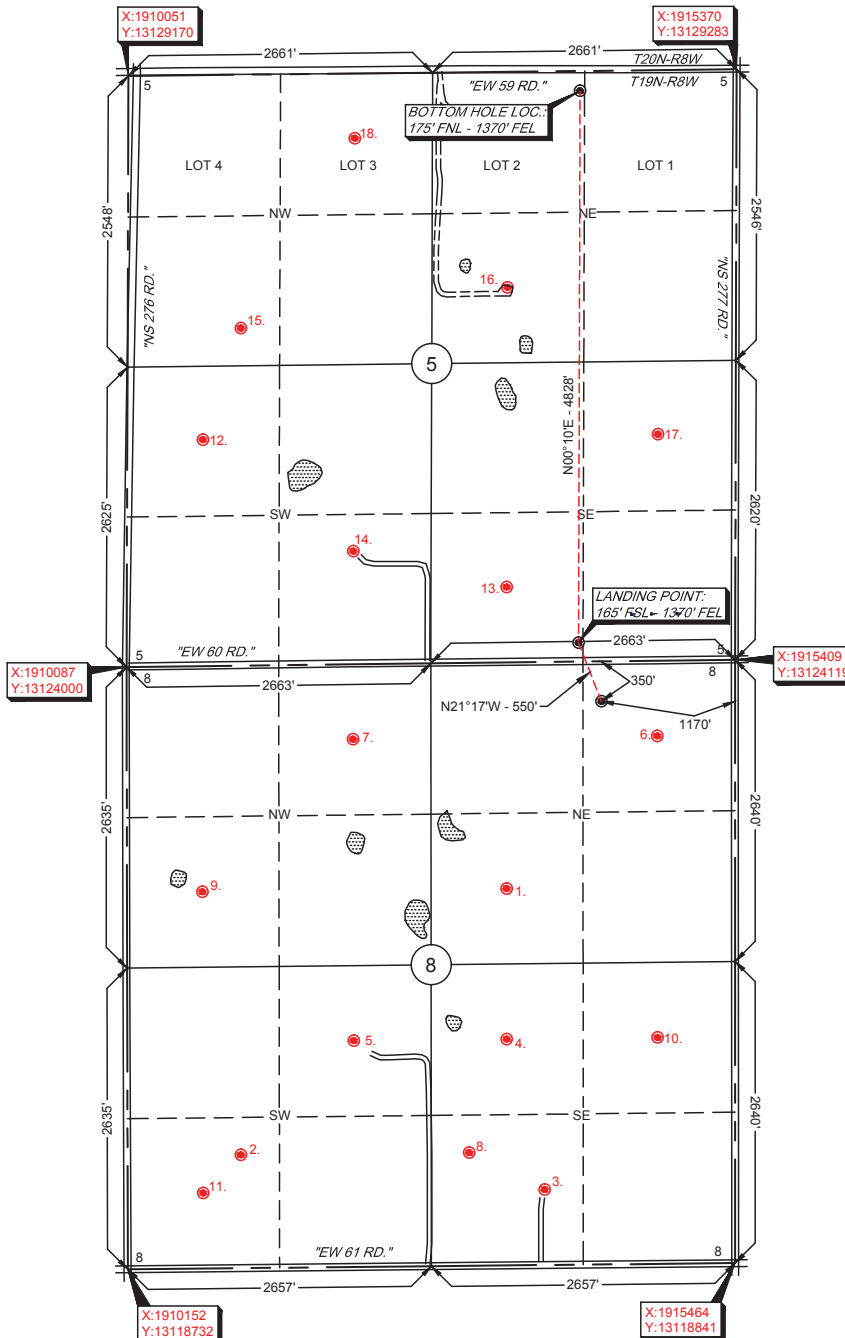 X:1910051
Y:13129170
X:1915370
Y:13129283
2661'
2661'
T20N-R8W
T19N-R8W
5
5
"EW 59 RD."
BOTTOM HOLE LOC.:
175' FNL - 1370' FEL
18.
LOT 4
LOT 3
LOT 2
LOT 1
NW
NE
2548'
2546'
"NS 276 RD."
"NS 277 RD."
16.
15.
5
N00°10'E - 4828'
12.
17.
2625'
2620'
SW
SE
14.
13.
LANDING POINT:
165' FSL - 1370' FEL
"EW 60 RD."
2663'
5
5
8
8
X:1910087
Y:13124000
X:1915409
Y:13124119
2663'
350'
N21°17'W - 550'
1170'
7.
6.
2635'
2640'
NW
NE
9.
1.
8
5.
4.
10.
2635'
2640'
SW
SE
2.
8.
11.
3.
8
8
"EW 61 RD."
2657'
2657'
X:1910152
Y:13118732
X:1915464
Y:13118841